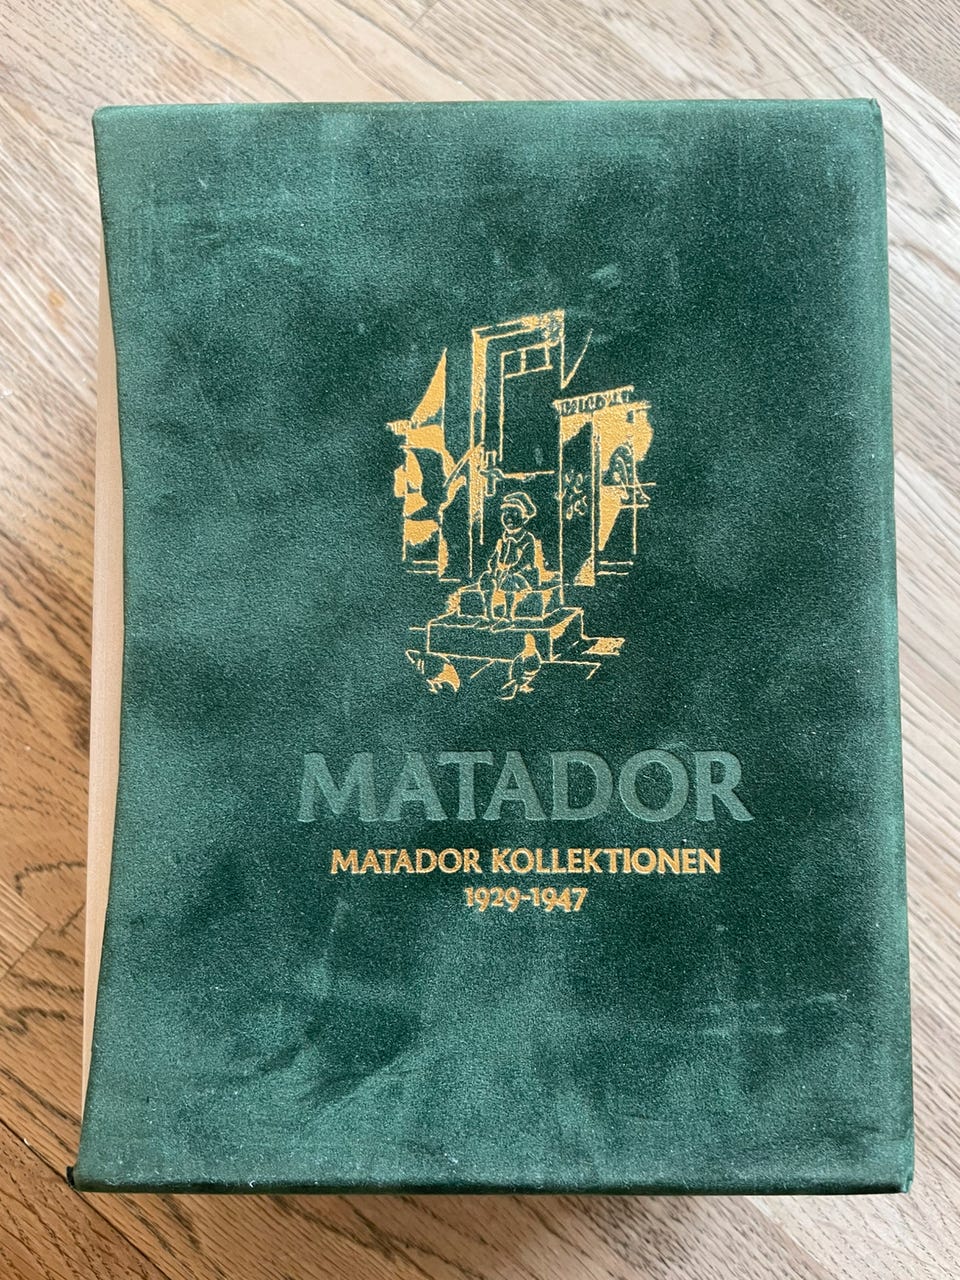 MATADOR
MATADOR KOLLEKTIONEN
1929-1947